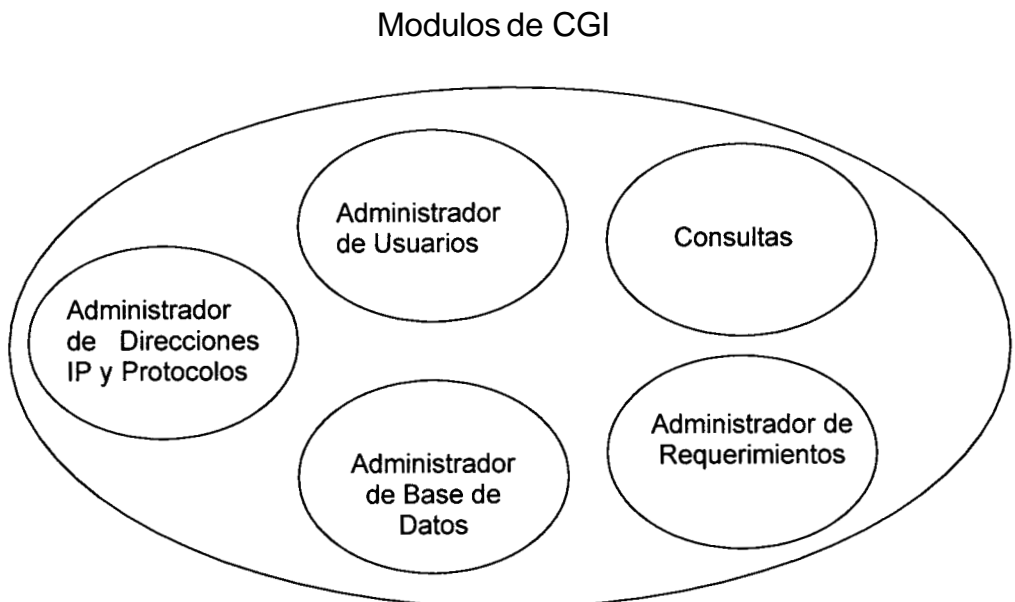 Modulos de CGI
Administrador
de Usuarios
Consultas
Administrador
de Direcciones
IP y Protocolos
Administrador de
Requerimientos
Administrador
de Base de
Datos